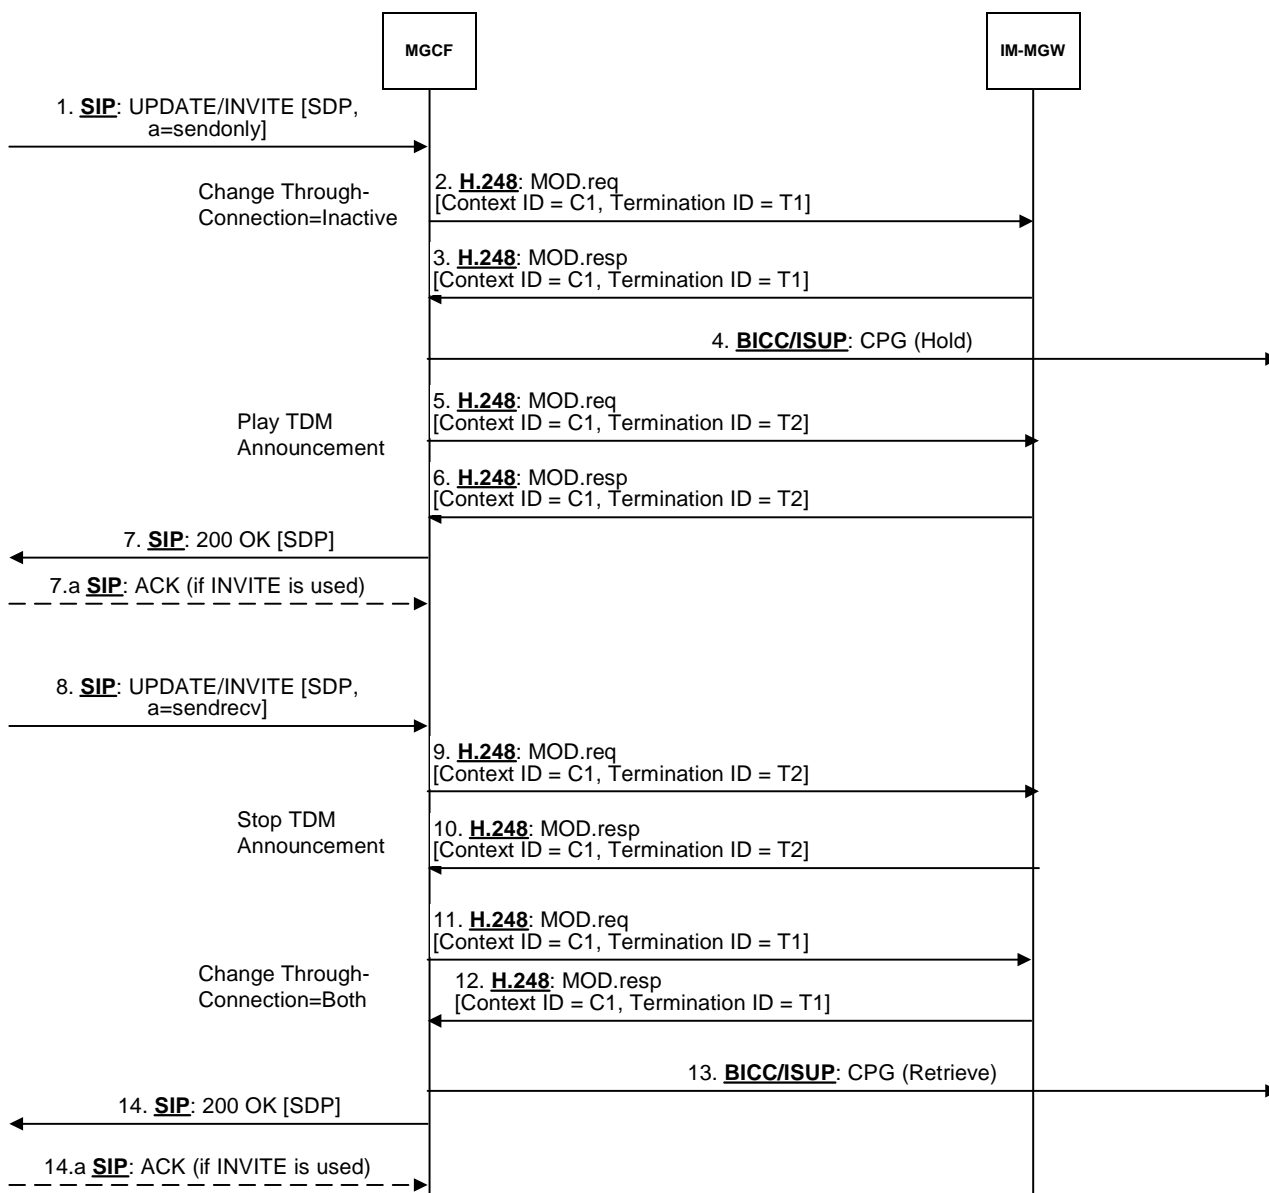 MGCF
IM-MGW
1. SIP: UPDATE/INVITE [SDP,
a=sendonly]
Change Through-
Connection=Inactive
2. H.248: MOD.req
[Context ID = C1, Termination ID = T1]
3. H.248: MOD.resp
[Context ID = C1, Termination ID = T1]
4. BICC/ISUP: CPG (Hold)
Play TDM
Announcement
5. H.248: MOD.req
[Context ID = C1, Termination ID = T2]
6. H.248: MOD.resp
[Context ID = C1, Termination ID = T2]
7. SIP: 200 OK [SDP]
7.a SIP: ACK (if INVITE is used)
8. SIP: UPDATE/INVITE [SDP,
a=sendrecv]
9. H.248: MOD.req
[Context ID = C1, Termination ID = T2]
Stop TDM
Announcement
10. H.248: MOD.resp
[Context ID = C1, Termination ID = T2]
11. H.248: MOD.req
[Context ID = C1, Termination ID = T1]
Change Through-
Connection=Both
12. H.248: MOD.resp
[Context ID = C1, Termination ID = T1]
13. BICC/ISUP: CPG (Retrieve)
14. SIP: 200 OK [SDP]
14.a SIP: ACK (if INVITE is used)